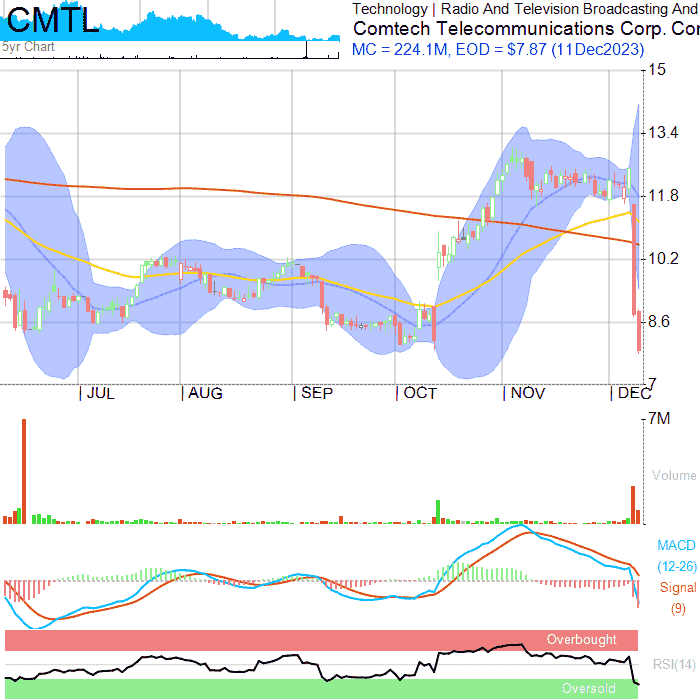 CMTL
5yr Chart
Technology | Radio And Television Broadcasting And
Comtech Telecommunications Corp. Cor
MC = 224.1M, EOD = $7.87 (11Dec2023)
15
13.4
11.8
10.2
8.6
7
JUL AUG SEP OCT NOV DEC
7M
Volume
MACD
(12-26)
Signal
(9)
Overbought
RSI(14)
Oversold